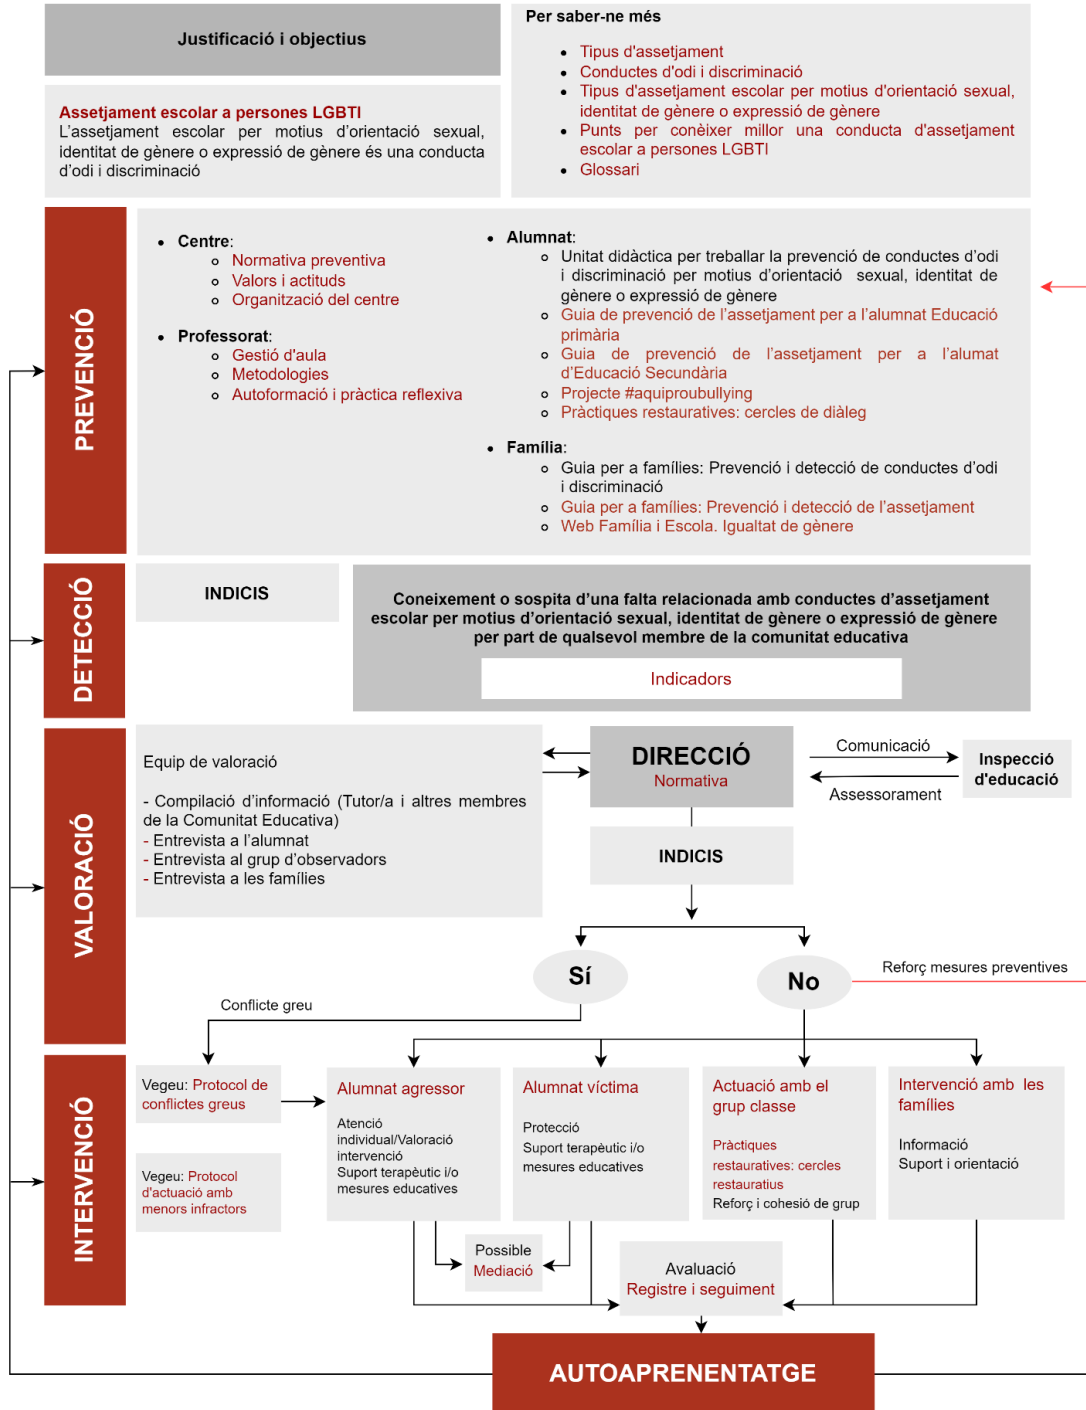 Justificació i objectius
Assetjament escolar a persones LGBTI
L'assetjament escolar per motius d'orientació sexual,
identitat de gènere o expressió de gènere és una conducta
d'odi i discriminació
Per saber-ne més
Tipus d'assetjament
Conductes d'odi i discriminació
Tipus d'assetjament escolar per motius d'orientació sexual,
identitat de gènere o expressió de gènere
Punts per conèixer millor una conducta d'assetjament
escolar a persones LGBTI
Glossari
PREVENCIÓ
Centre:
Normativa preventiva
Valors i actituds
Organització del centre
Professorat:
Gestió d'aula
Metodologies
Autoformació i pràctica reflexiva
Alumnat:
Unitat didàctica per treballar la prevenció de conductes d'odi
i discriminació per motius d'orientació sexual, identitat de
gènere o expressió de gènere
Guia de prevenció de l'assetjament per a l'alumnat Educació
primària
Guia de prevenció de l'assetjament per a l'alumat
d'Educació Secundària
Projecte #aquiproubullying
Pràctiques restauratives: cercles de diàleg
Família:
Guia per a famílies: Prevenció i detecció de conductes d'odi
i discriminació
Guia per a famílies: Prevenció i detecció de l'assetjament
Web Família i Escola. Igualtat de gènere
DETECCIÓ
INDICIS
Coneixement o sospita d'una falta relacionada amb conductes d'assetjament
escolar per motius d'orientació sexual, identitat de gènere o expressió de gènere
per part de qualsevol membre de la comunitat educativa
Indicadors
VALORACIÓ
Equip de valoració
- Compilació d'informació (Tutor/a i altres membres
de la Comunitat Educativa)
- Entrevista a l'alumnat
- Entrevista al grup d'observadors
- Entrevista a les famílies
DIRECCIÓ
Normativa
Comunicació
Assessorament
Inspecció
d'educació
INDICIS
Sí
No
Reforç mesures preventives
Conflicte greu
INTERVENCIÓ
Vegeu: Protocol de
conflictes greus
Vegeu: Protocol
d'actuació amb
menors infractors
Alumnat agressor
Atenció
individual/Valoració
intervenció
Suport terapèutic i/o
mesures educatives
Alumnat víctima
Protecció
Suport terapèutic i/o
mesures educatives
Actuació amb el
grup classe
Pràctiques
restauratives: cercles
restauratius
Reforç i cohesió de grup
Intervenció amb les
famílies
Informació
Suport i orientació
Possible
Mediació
Avaluació
Registre i seguiment
AUTOAPRENENTATGE